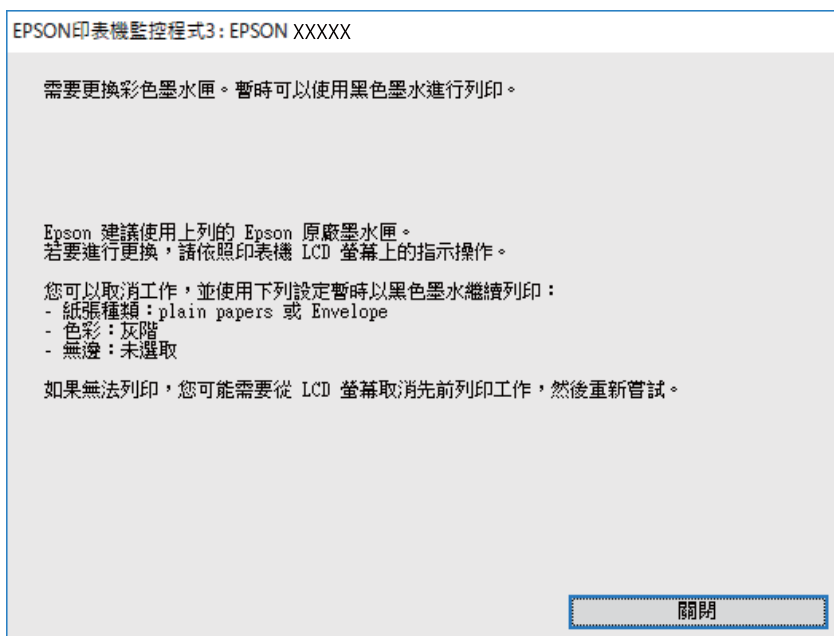 EPSON印表機監控程式3 : EPSON XXXXX
需要更換彩色墨水匣。暫時可以使用黑色墨水進行列印。
Epson 建議使用上列的 Epson 原廠墨水匣。
若要進行更換，請依照印表機 LCD 螢幕上的指示操作。
您可以取消工作，並使用下列設定暫時以黑色墨水繼續列印：
- 紙張種類：plain papers 或 Envelope
- 色彩：灰階
- 無邊：未選取
如果無法列印，您可能需要從 LCD 螢幕取消先前列印工作，然後重新嘗試。
關閉